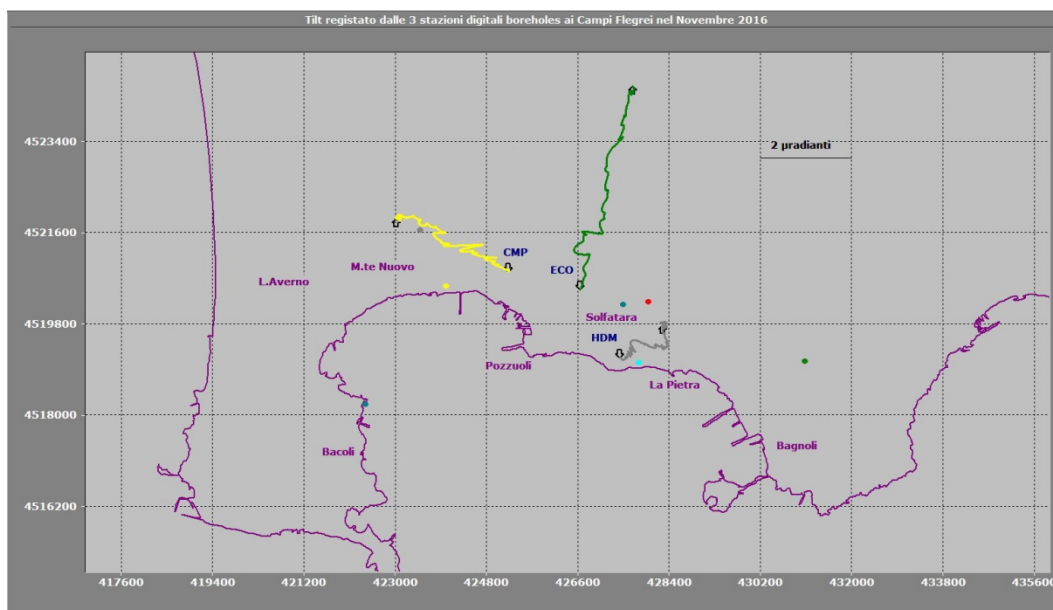 Tilt registato dalle 3 stazioni digitali boreholes ai Campi Flegrei nel Novembre 2016
4523400
2 µradianti
4521600
CMP
M.te Nuovo
ECO
L.Averno
Solfatara
4519800
HDM
Pozzuoli
La Pietra
4518000
Bagnoli
Bacoli
4516200
417600 419400 421200 423000 424800 426600 428400 430200 432000 433800 435600